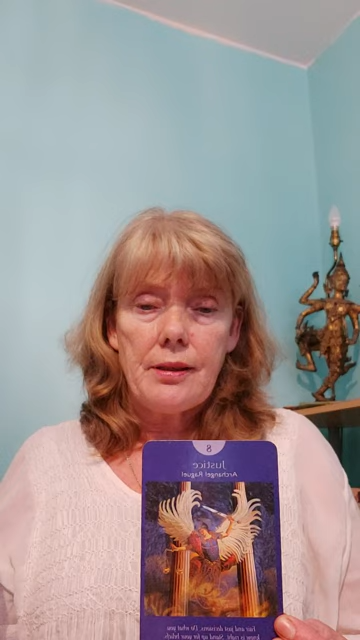 8
Justice
Archangel Raguel
Fair and just decisions. Do what you
know is right. Stand up for your beliefs.